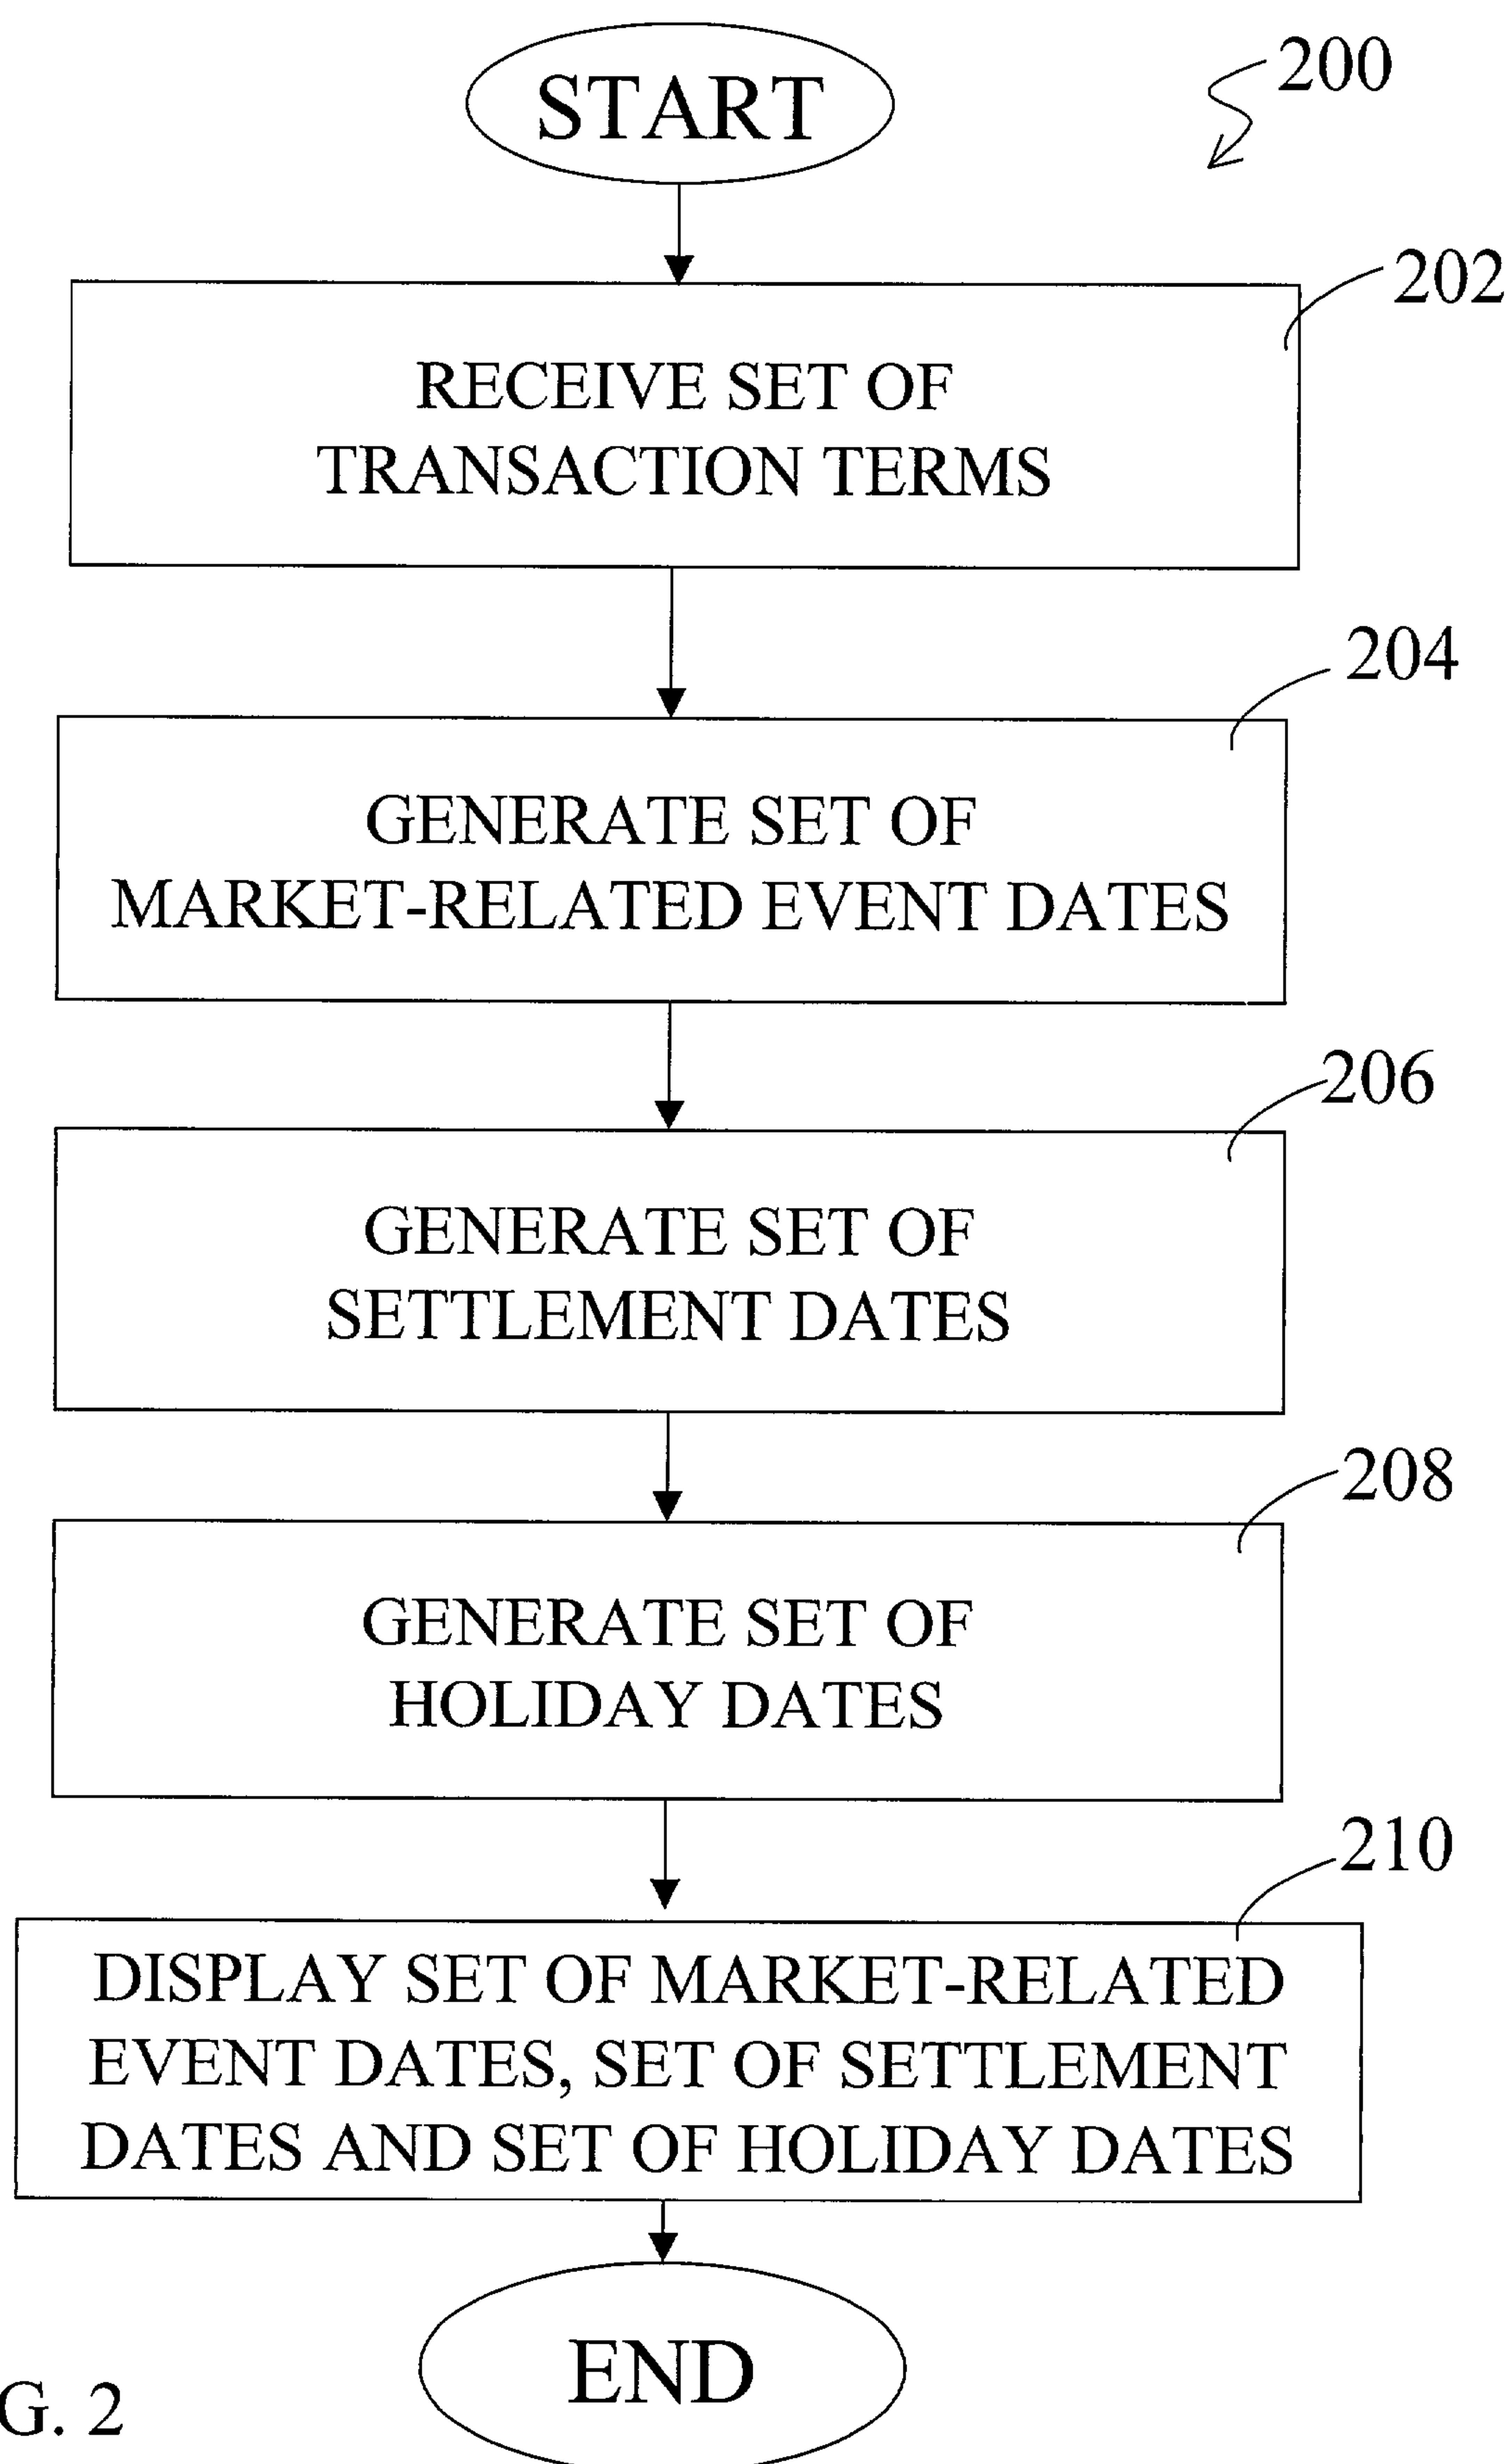 START
200
202
RECEIVE SET OF
TRANSACTION TERMS
204
GENERATE SET OF
MARKET-RELATED EVENT DATES
206
GENERATE SET OF
SETTLEMENT DATES
208
GENERATE SET OF
HOLIDAY DATES
210
DISPLAY SET OF MARKET-RELATED
EVENT DATES, SET OF SETTLEMENT
DATES AND SET OF HOLIDAY DATES
END
G. 2